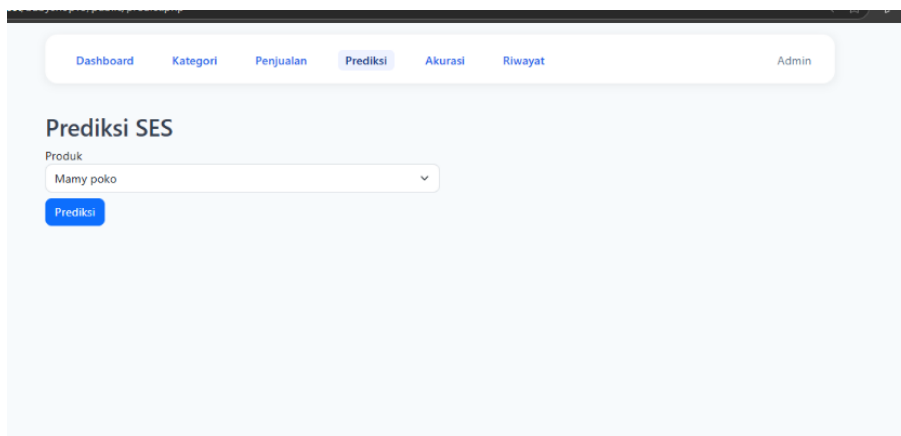 Dashboard Kategori Penjualan Prediksi Akurasi Riwayat Admin
Prediksi SES
Produk
Mamy poko
Prediksi